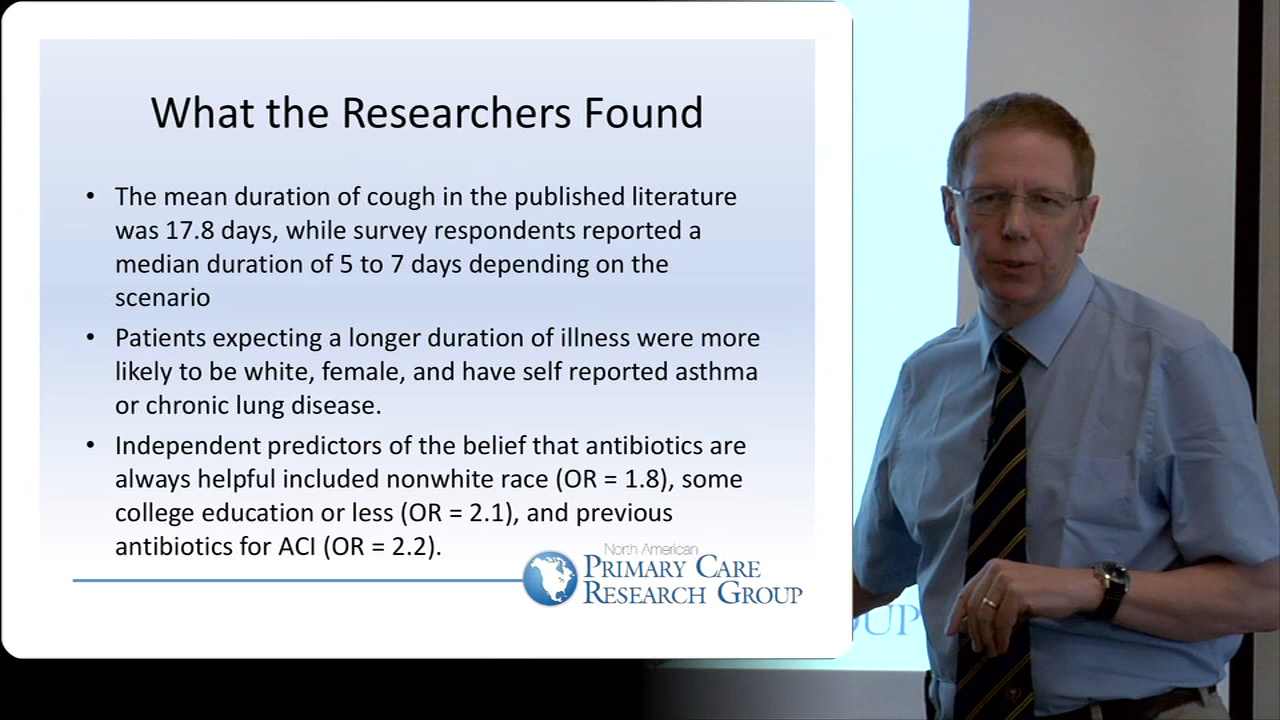 What the Researchers Found
• The mean duration of cough in the published literature
was 17.8 days, while survey respondents reported a
median duration of 5 to 7 days depending on the
scenario
• Patients expecting a longer duration of illness were more
likely to be white, female, and have self reported asthma
or chronic lung disease.
• Independent predictors of the belief that antibiotics are
always helpful included nonwhite race (OR = 1.8), some
college education or less (OR = 2.1), and previous
antibiotics for ACI (OR = 2.2).
North American
PRIMARY CARE
RESEARCH GROUP
OUP